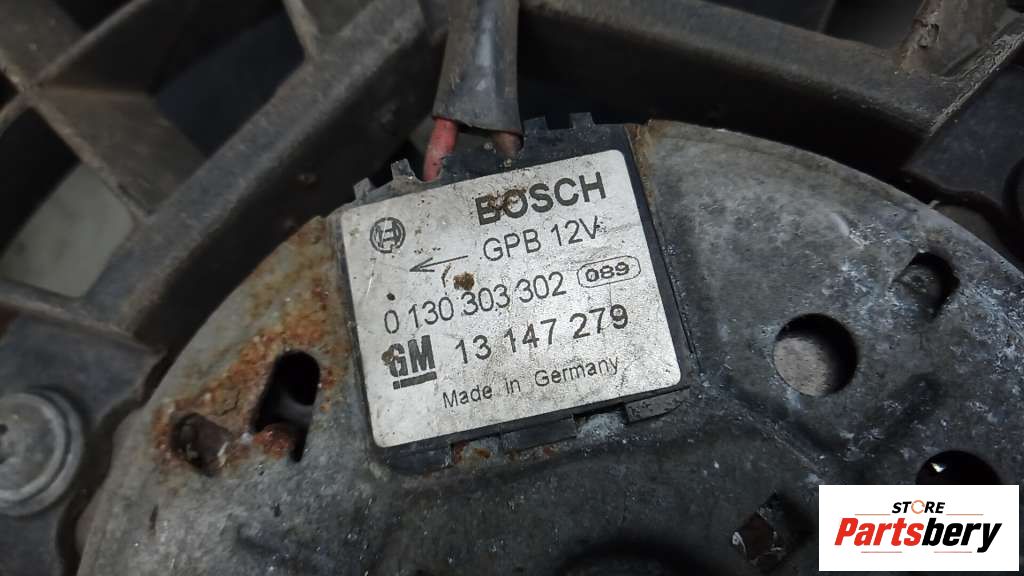 BOSCH
GPB 12V
0 130 303 302 089
GM 13 147 279
Made in Germany
STORE
Partsbery